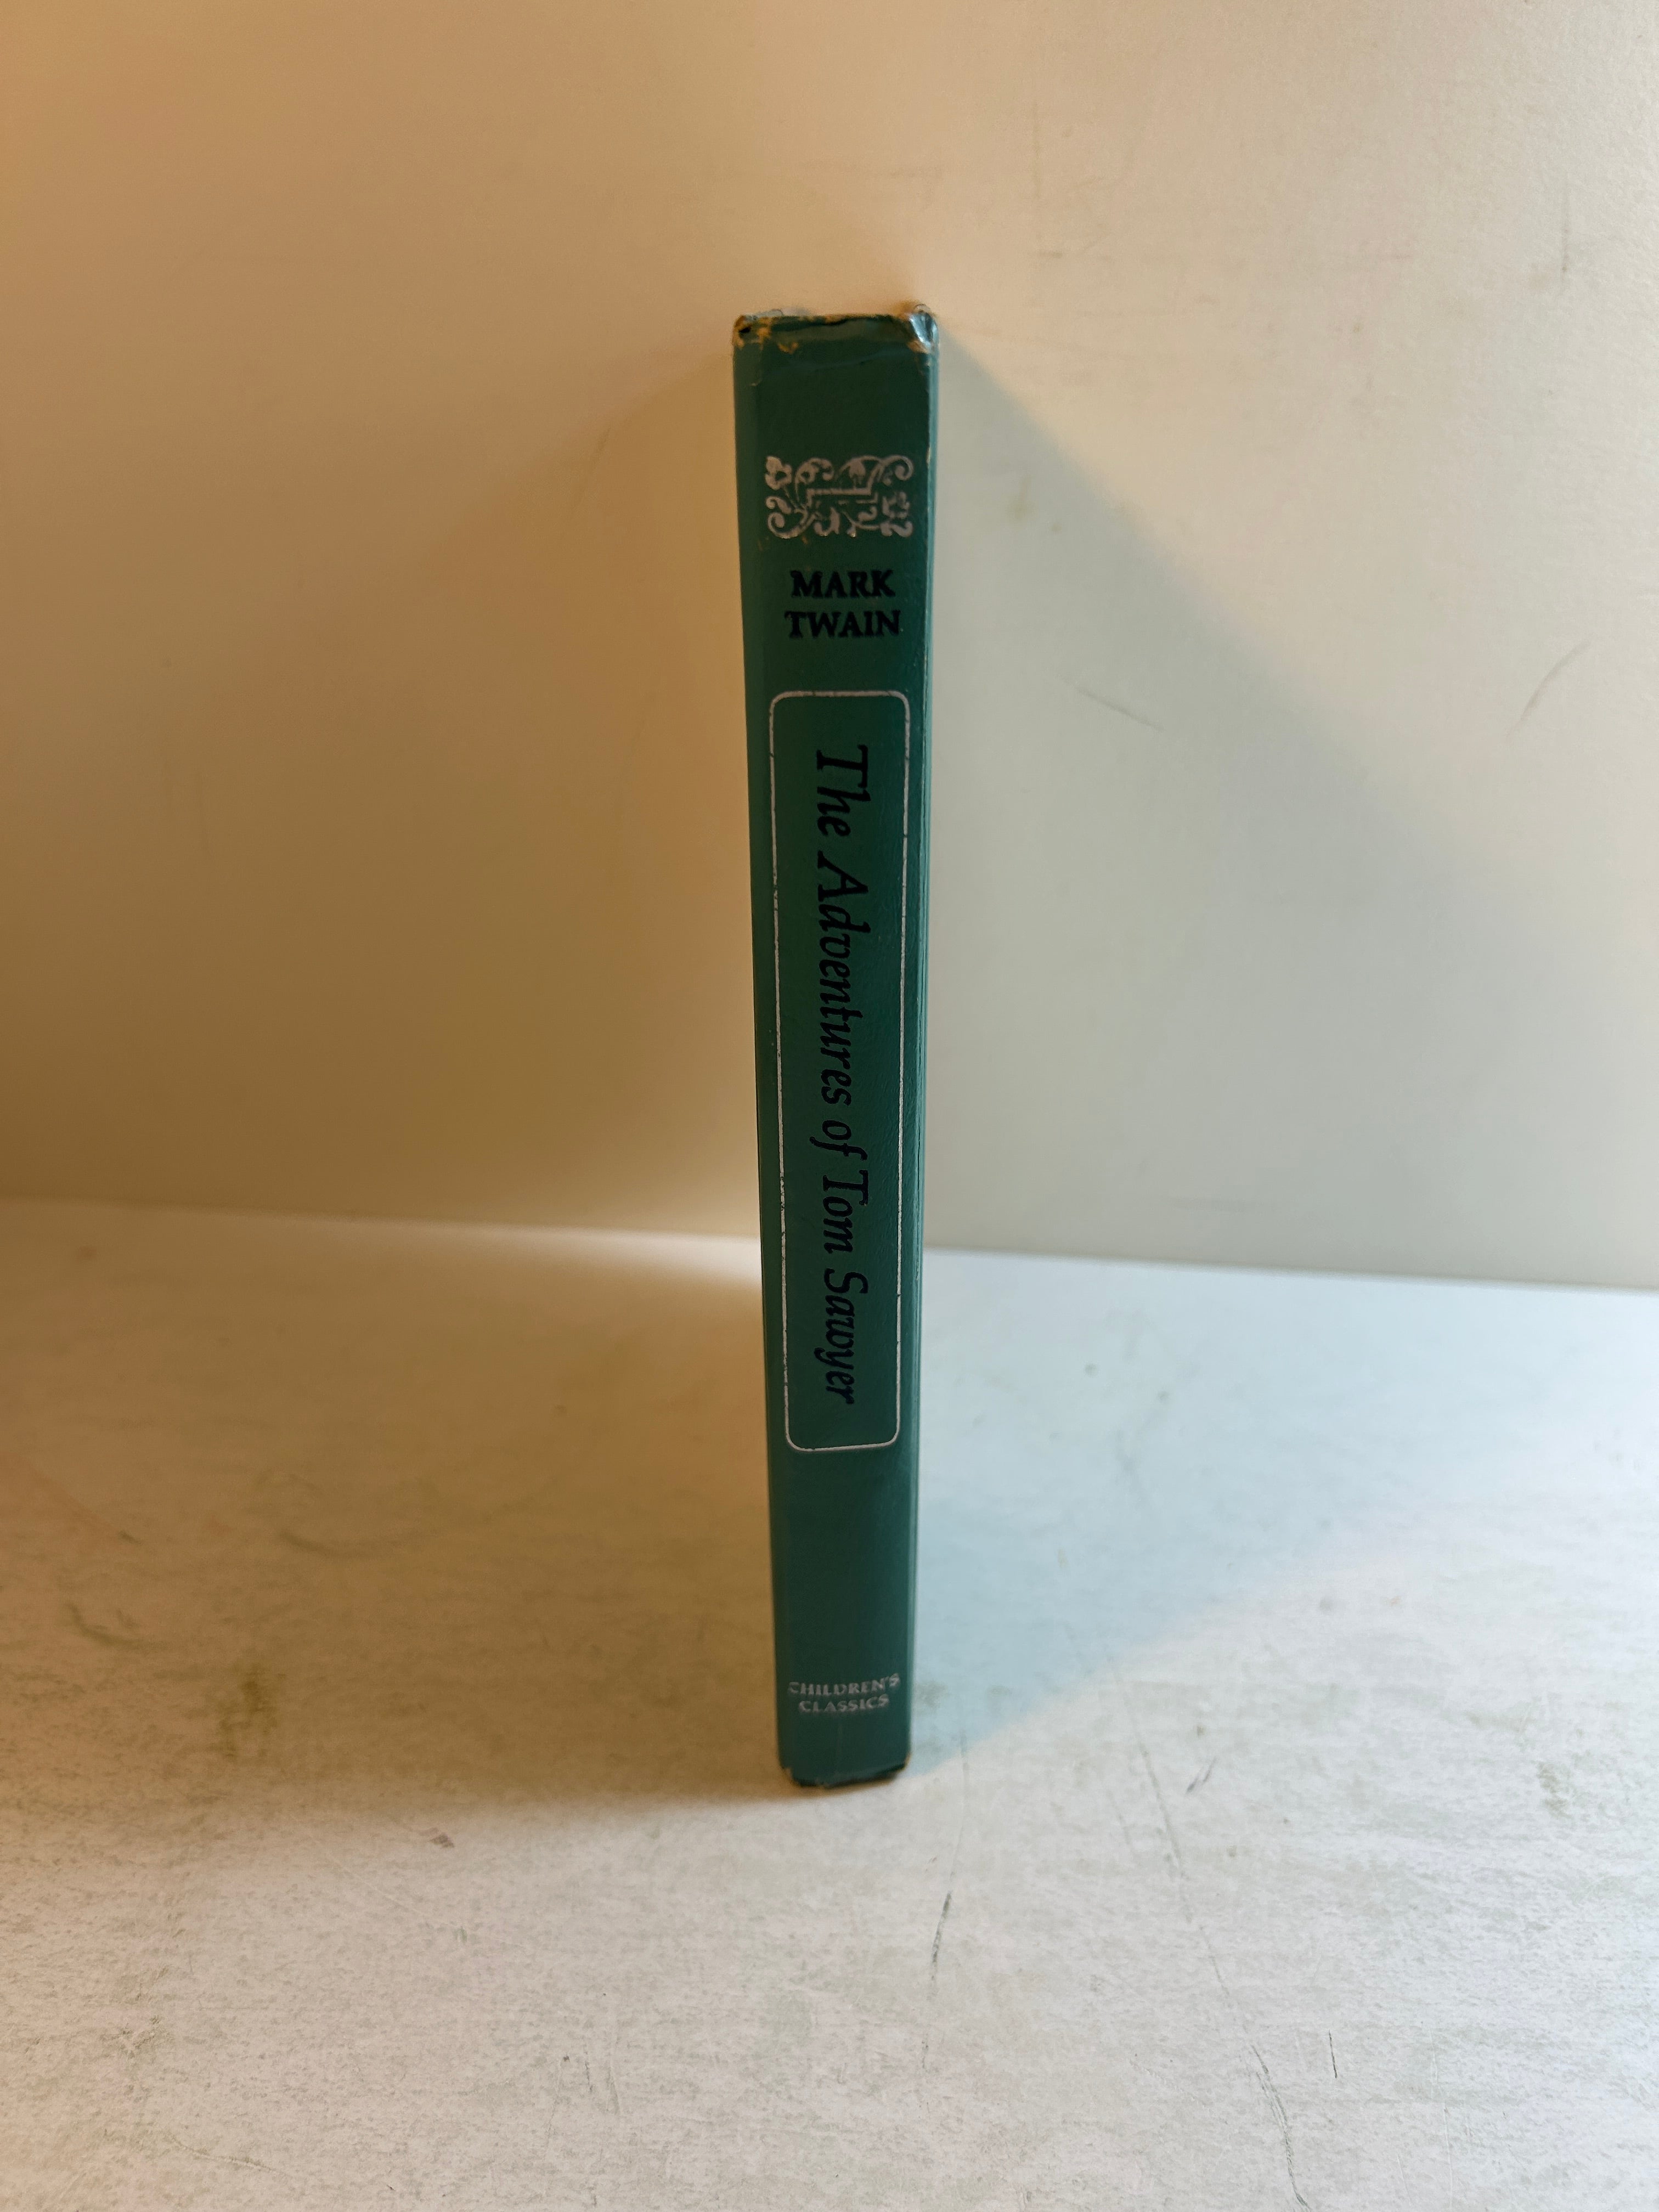 MARK
TWAIN
The Adventures of Tom Sawyer
CHILDREN'S
CLASSICS